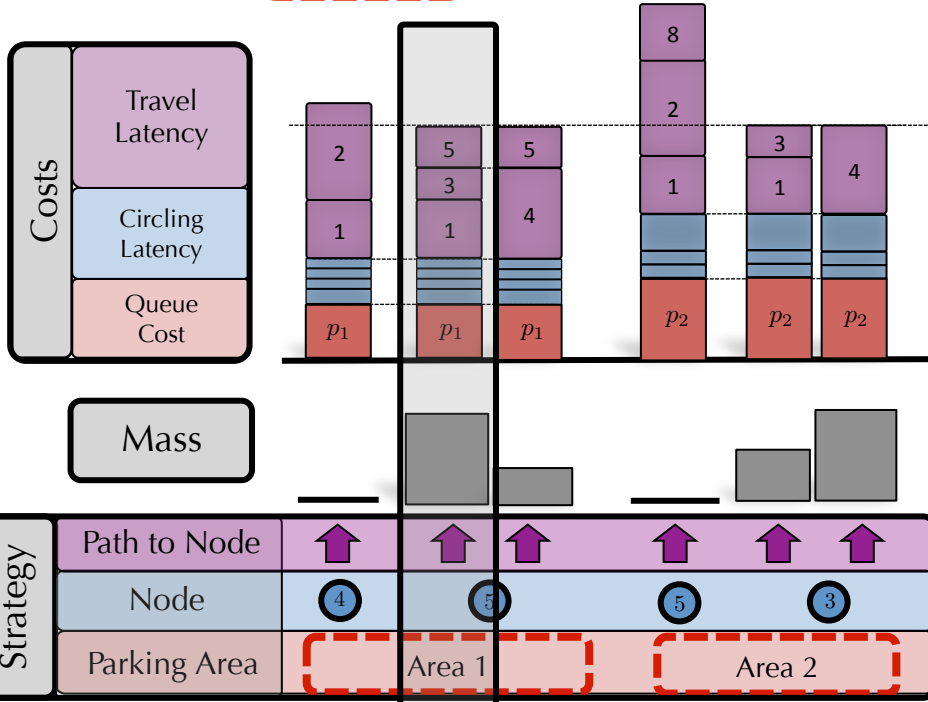 Costs
Travel
Latency
Circling
Latency
Queue
Cost
2
1
p₁
5
3
1
p₁
5
4
p₁
8
2
1
p₂
3
1
p₂
4
p₂
Mass
Strategy
Path to Node
Node
4
5
5
3
Parking Area
Area 1
Area 2